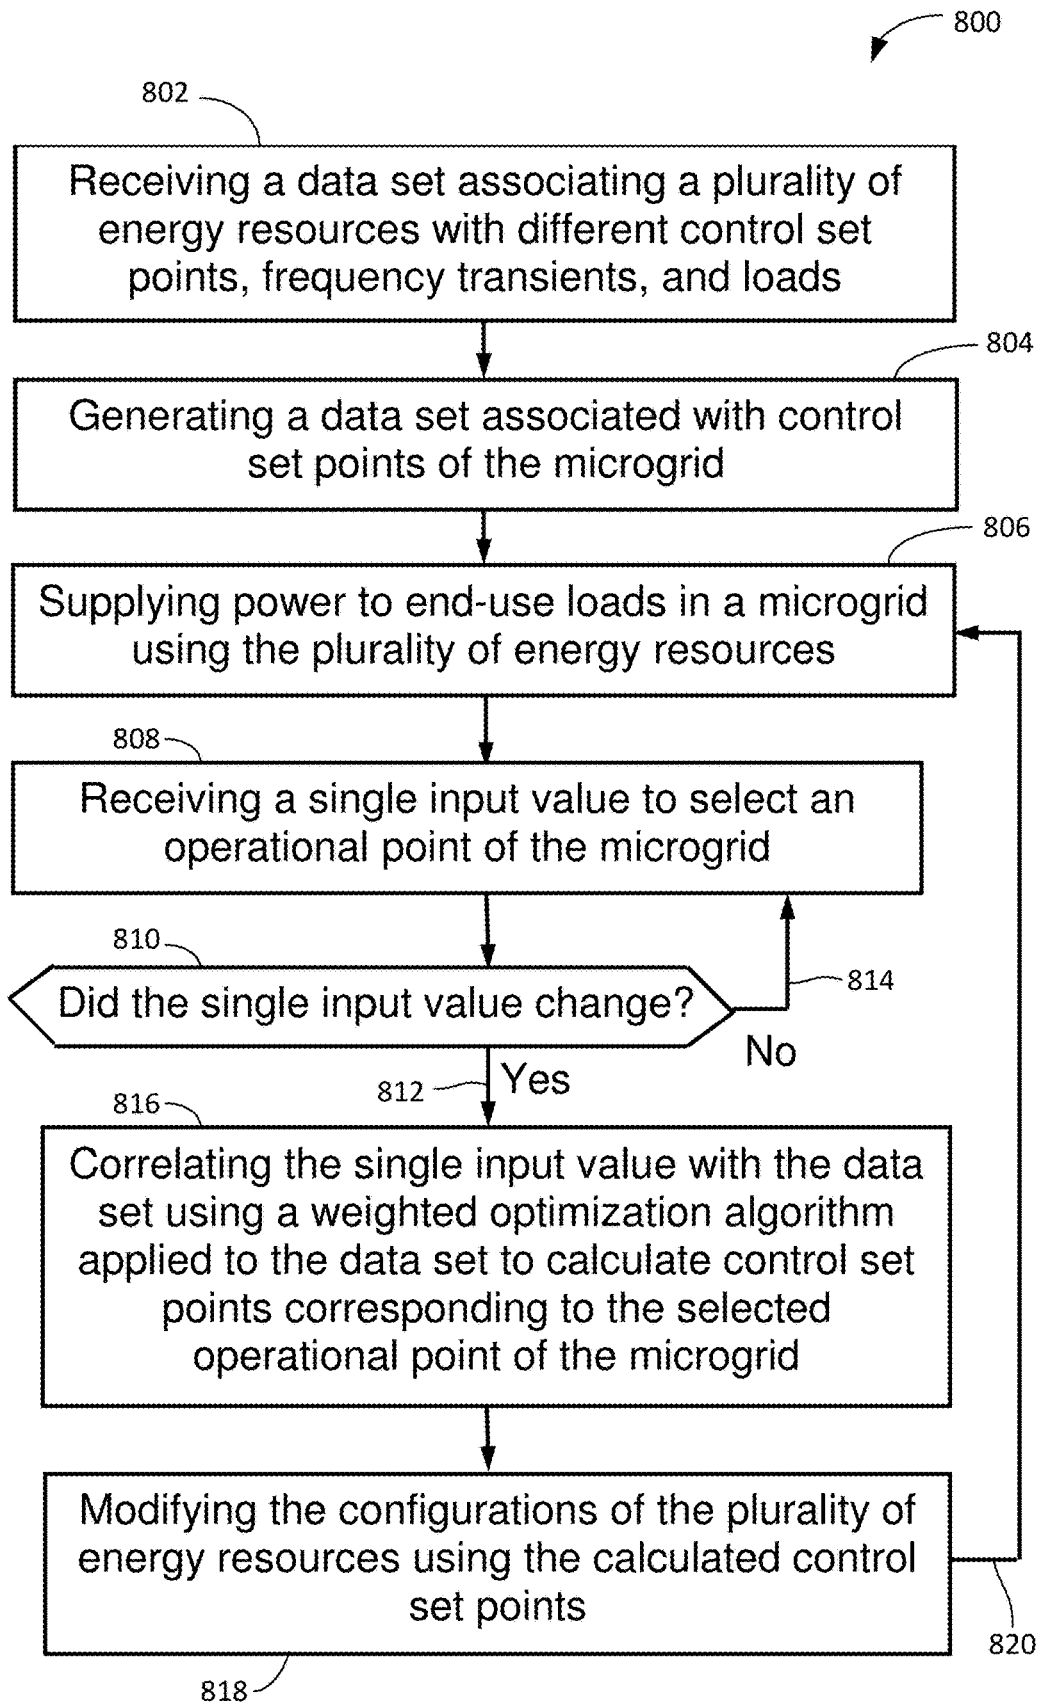 800
802
Receiving a data set associating a plurality of
energy resources with different control set
points, frequency transients, and loads
804
Generating a data set associated with control
set points of the microgrid
806
Supplying power to end-use loads in a microgrid
using the plurality of energy resources
808
Receiving a single input value to select an
operational point of the microgrid
810
Did the single input value change?
814
No
812
Yes
816
Correlating the single input value with the data
set using a weighted optimization algorithm
applied to the data set to calculate control set
points corresponding to the selected
operational point of the microgrid
Modifying the configurations of the plurality of
energy resources using the calculated control
set points
820
818